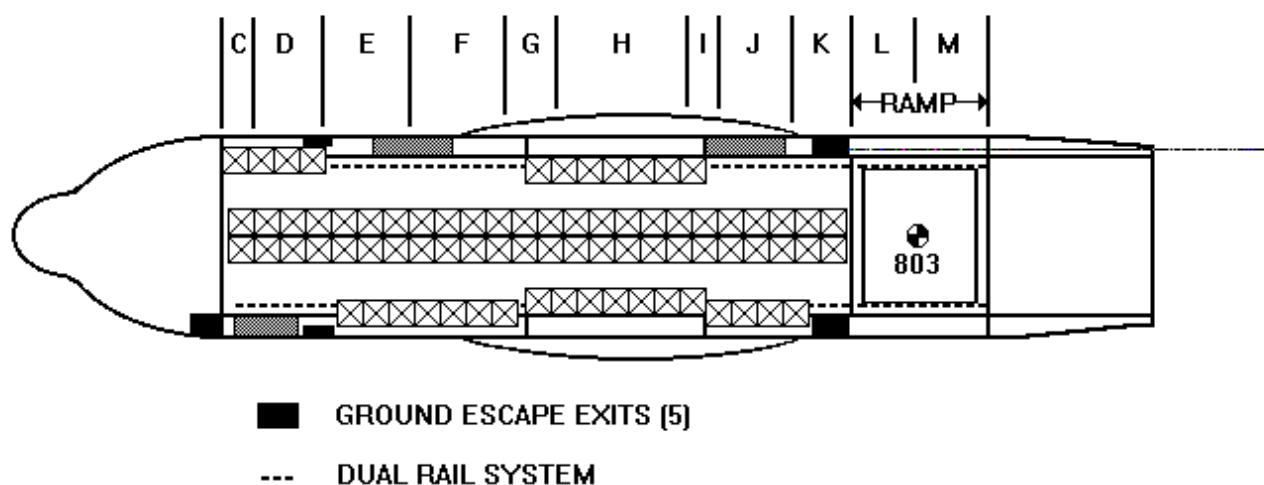 C D E F G H I J K L M
RAMP
803
GROUND ESCAPE EXITS (5)
DUAL RAIL SYSTEM